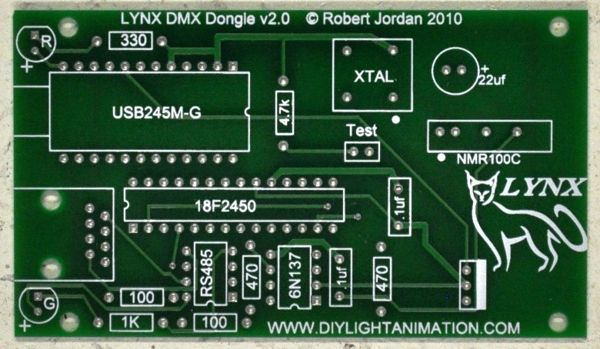 LYNX DMX Dongle v2.0 © Robert Jordan 2010
R
330
+
USB245M-G
4.7k
XTAL
+
22uf
Test
NMR100C
18F2450
.1uf
LYNX
RS485
470
6N137
.1uf
470
G
100
+
1K
100
WWW.DIYLIGHTANIMATION.COM